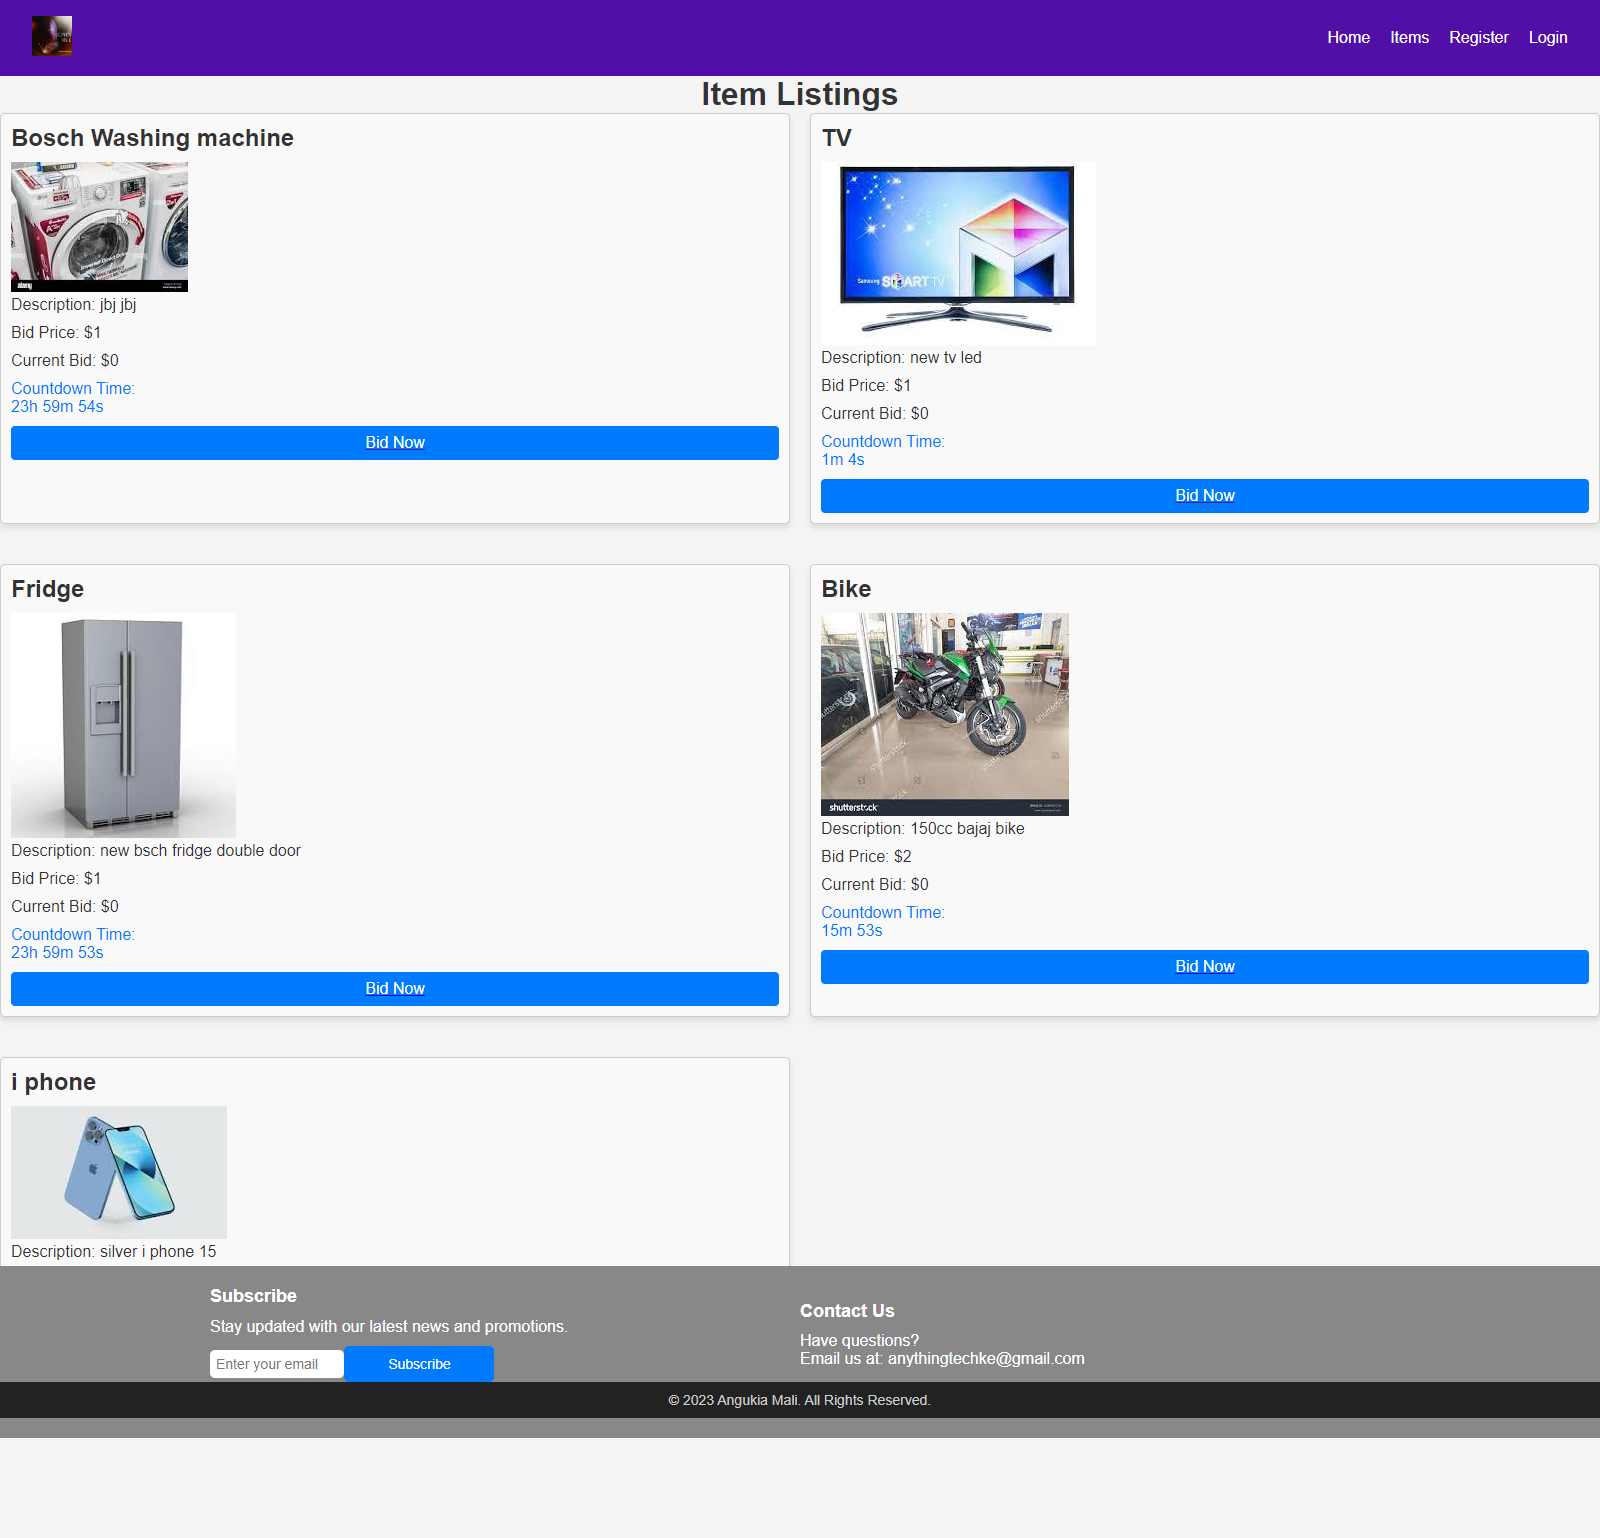 Home Items Register Login
Item Listings
Bosch Washing machine
alamy
Description: jbj jbj
Bid Price: $1
Current Bid: $0
Countdown Time:
23h 59m 54s
Bid Now
TV
Samsung SMART TV
Description: new tv led
Bid Price: $1
Current Bid: $0
Countdown Time:
1m 4s
Bid Now
Fridge
Description: new bsch fridge double door
Bid Price: $1
Current Bid: $0
Countdown Time:
23h 59m 53s
Bid Now
Bike
shutterstock
shutterstock
shutterstock
Description: 150cc bajaj bike
Bid Price: $2
Current Bid: $0
Countdown Time:
15m 53s
Bid Now
i phone
Description: silver i phone 15
Subscribe
Stay updated with our latest news and promotions.
Enter your email
Subscribe
Contact Us
Have questions?
Email us at: anythingtechke@gmail.com
© 2023 Angukia Mali. All Rights Reserved.